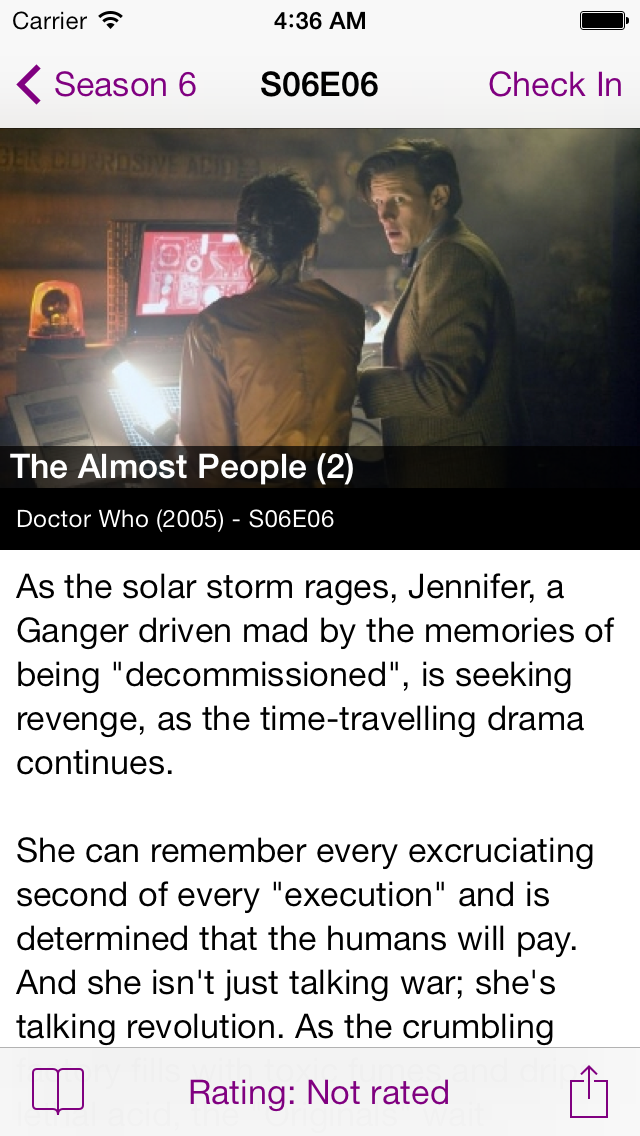 Carrier
4:36 AM
Season 6
S06E06
Check In
CORROSIVE ACID
The Almost People (2)
Doctor Who (2005) - S06E06
As the solar storm rages, Jennifer, a
Ganger driven mad by the memories of
being "decommissioned", is seeking
revenge, as the time-travelling drama
continues.
She can remember every excruciating
second of every "execution" and is
determined that the humans will pay.
And she isn't just talking war; she's
talking revolution. As the crumbling
factory fills with toxic fumes and
lethal acid, the "originals" wait
Rating: Not rated